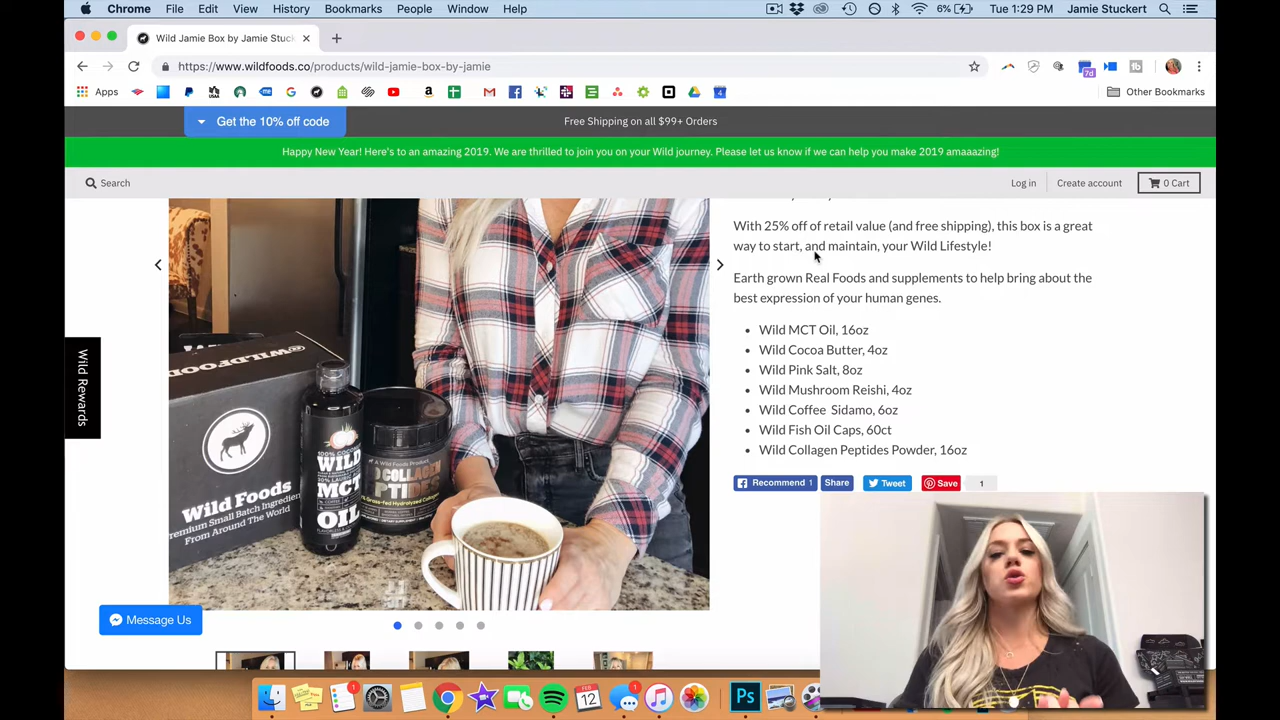 Chrome File Edit View History Bookmarks People Window Help 6% Tue 1:29 PM Jamie Stuckert
Wild Jamie Box by Jamie Stuck
https://www.wildfoods.co/products/wild-jamie-box-by-jamie
7d
Apps Other Bookmarks
Get the 10% off code Free Shipping on all $99+ Orders
Happy New Year! Here's to an amazing 2019. We are thrilled to join you on your Wild journey. Please let us know if we can help you make 2019 amaaazing!
Search Log in Create account 0 Cart
With 25% off of retail value (and free shipping), this box is a great
way to start, and maintain, your Wild Lifestyle!
Earth grown Real Foods and supplements to help bring about the
best expression of your human genes.
Wild MCT Oil, 16oz
Wild Cocoa Butter, 4oz
Wild Pink Salt, 8oz
Wild Mushroom Reishi, 4oz
Wild Coffee Sidamo, 6oz
Wild Fish Oil Caps, 60ct
Wild Collagen Peptides Powder, 16oz
Recommend 1 Share Tweet Save 1
Wild Rewards
@WILDFOODS
Wild Foods
Premium Small Batch Ingredien
From Around The World
WILD
MCT
OIL
A Wild Foods Product
D COLLAGEN
Message Us
FEB
12
Ps